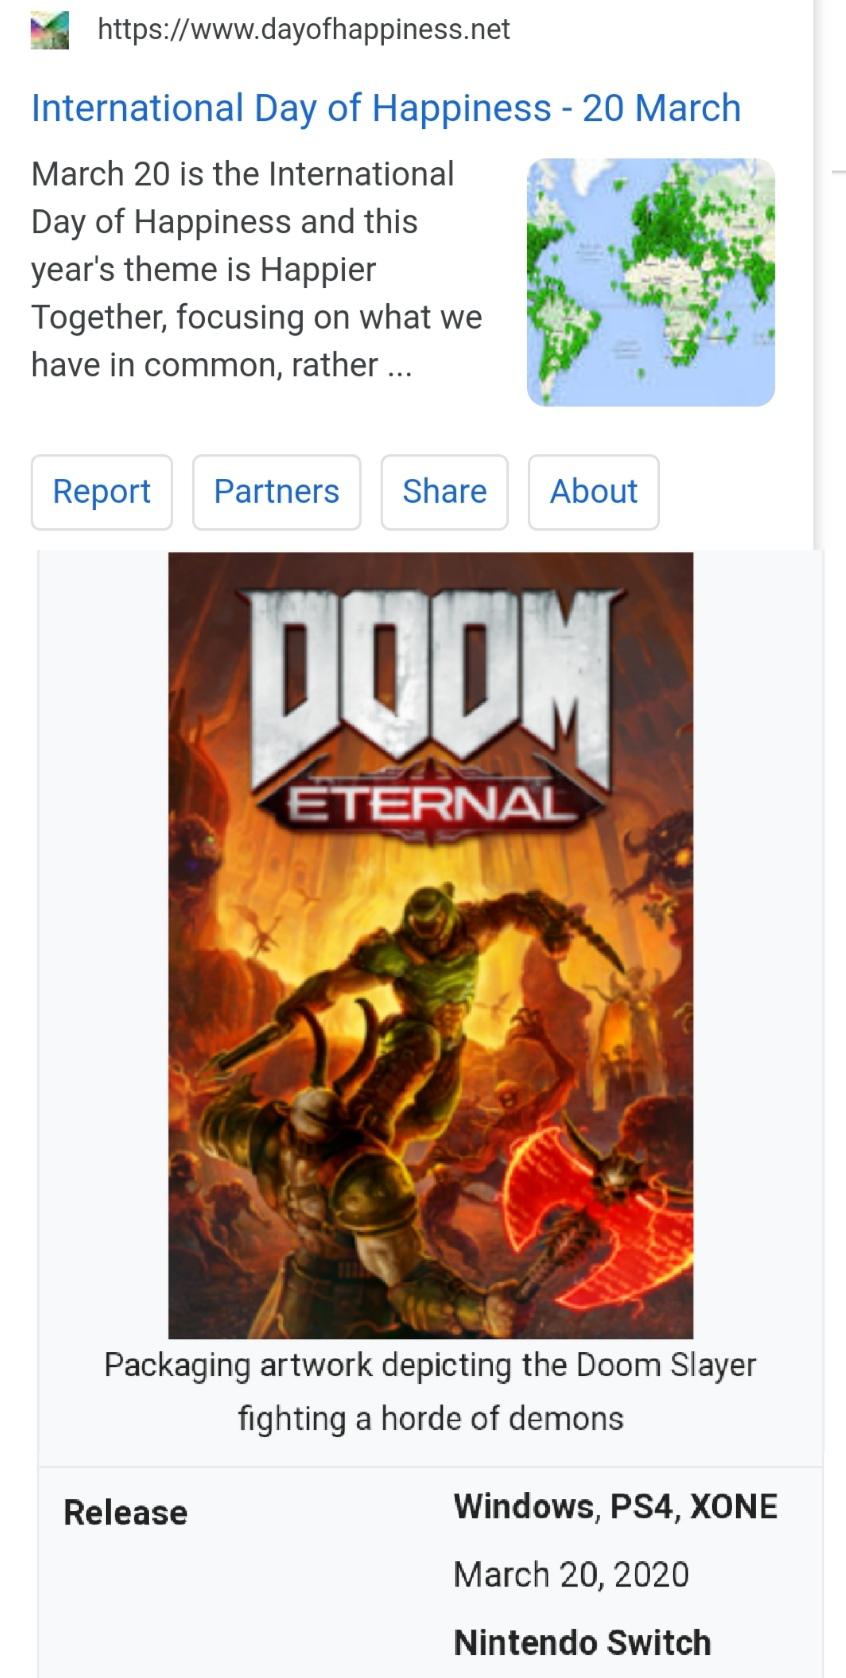 https://www.dayofhappiness.net
International Day of Happiness - 20 March
March 20 is the International
Day of Happiness and this
year's theme is Happier
Together, focusing on what we
have in common, rather ...
Report
Partners
Share
About
DOOM
ETERNAL
Packaging artwork depicting the Doom Slayer
fighting a horde of demons
Release
Windows, PS4, XONE
March 20, 2020
Nintendo Switch